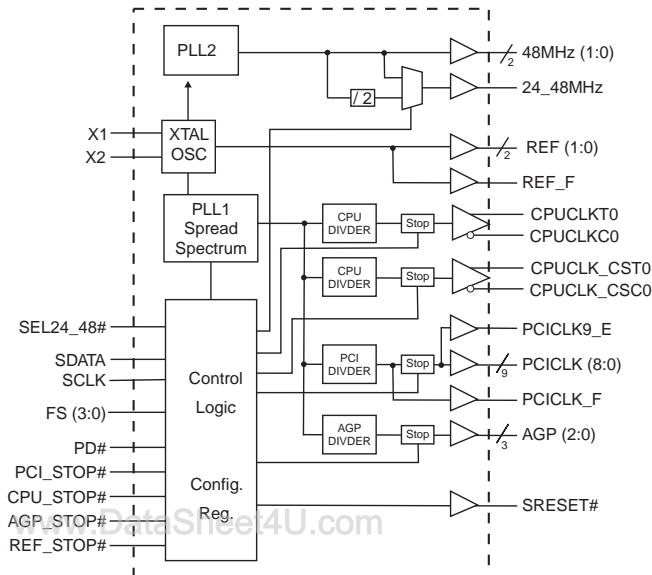 PLL2
48MHz (1:0)
2
/ 2
24_48MHz
X1
X2
XTAL
OSC
REF (1:0)
2
REF_F
PLL1
Spread
Spectrum
CPU
DIVDER
Stop
CPUCLKT0
CPUCLKC0
CPU
DIVDER
Stop
CPUCLK_CST0
CPUCLK_CSC0
SEL24_48#
SDATA
SCLK
FS (3:0)
PD#
PCI_STOP#
CPU_STOP#
AGP_STOP#
REF_STOP#
Control
Logic
Config.
Reg.
PCICLK9_E
PCI
DIVDER
Stop
PCICLK (8:0)
9
PCICLK_F
AGP
DIVDER
Stop
AGP (2:0)
3
SRESET#
www.DataSheet4U.com